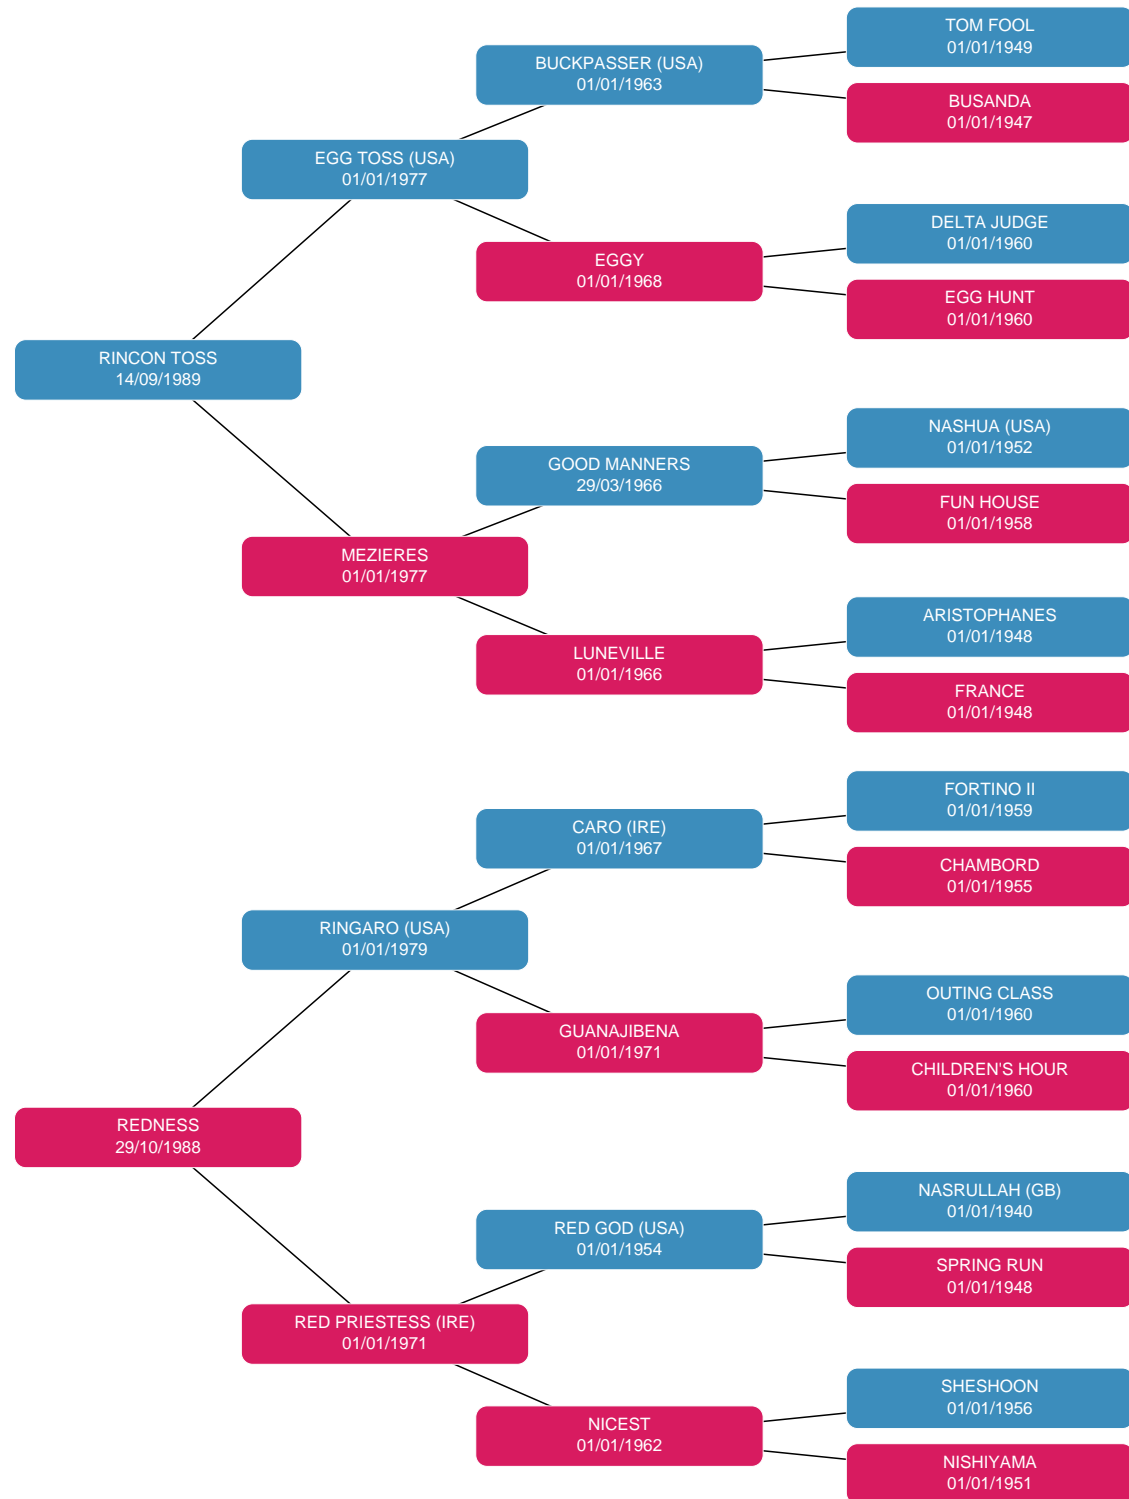 TOM FOOL
01/01/1949
BUCKPASSER (USA)
01/01/1963
BUSANDA
01/01/1947
EGG TOSS (USA)
01/01/1977
DELTA JUDGE
01/01/1960
EGGY
01/01/1968
EGG HUNT
01/01/1960
RINCON TOSS
14/09/1989
NASHUA (USA)
01/01/1952
GOOD MANNERS
29/03/1966
FUN HOUSE
01/01/1958
MEZIERES
01/01/1977
ARISTOPHANES
01/01/1948
LUNEVILLE
01/01/1966
FRANCE
01/01/1948
FORTINO II
01/01/1959
CARO (IRE)
01/01/1967
CHAMBORD
01/01/1955
RINGARO (USA)
01/01/1979
OUTING CLASS
01/01/1960
GUANAJIBENA
01/01/1971
CHILDREN'S HOUR
01/01/1960
REDNESS
29/10/1988
NASRULLAH (GB)
01/01/1940
RED GOD (USA)
01/01/1954
SPRING RUN
01/01/1948
RED PRIESTESS (IRE)
01/01/1971
SHESHOON
01/01/1956
NICEST
01/01/1962
NISHIYAMA
01/01/1951